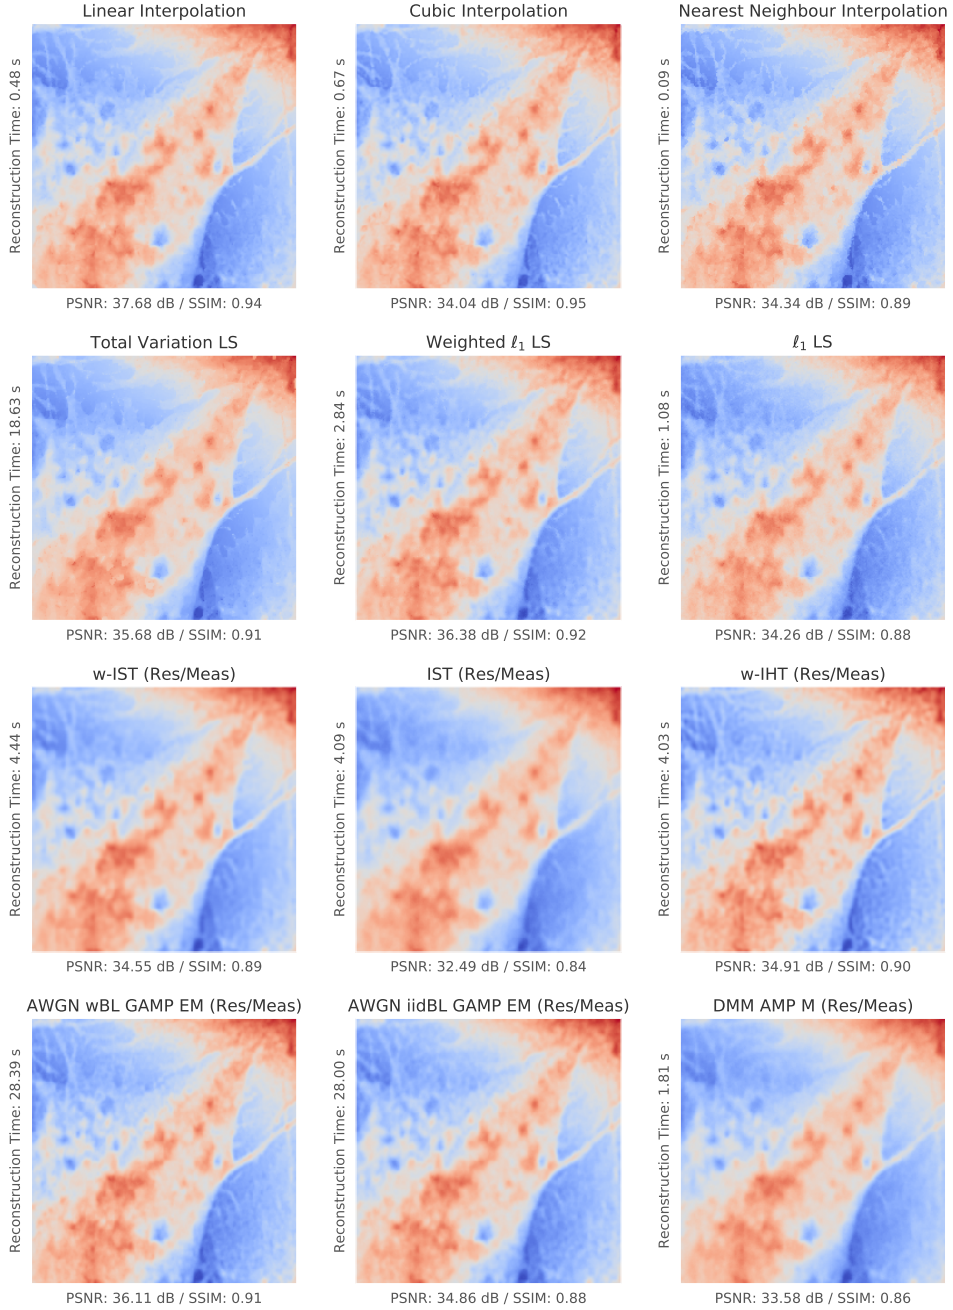 Linear Interpolation
Reconstruction Time: 0.48 s
PSNR: 37.68 dB / SSIM: 0.94
Cubic Interpolation
Reconstruction Time: 0.67 s
PSNR: 34.04 dB / SSIM: 0.95
Nearest Neighbour Interpolation
Reconstruction Time: 0.09 s
PSNR: 34.34 dB / SSIM: 0.89
Total Variation LS
Reconstruction Time: 18.63 s
PSNR: 35.68 dB / SSIM: 0.91
Weighted ℓ₁ LS
Reconstruction Time: 2.84 s
PSNR: 36.38 dB / SSIM: 0.92
ℓ₁ LS
Reconstruction Time: 1.08 s
PSNR: 34.26 dB / SSIM: 0.88
w-IST (Res/Meas)
Reconstruction Time: 4.44 s
PSNR: 34.55 dB / SSIM: 0.89
IST (Res/Meas)
Reconstruction Time: 4.09 s
PSNR: 32.49 dB / SSIM: 0.84
w-IHT (Res/Meas)
Reconstruction Time: 4.03 s
PSNR: 34.91 dB / SSIM: 0.90
AWGN wBL GAMP EM (Res/Meas)
Reconstruction Time: 28.39 s
PSNR: 36.11 dB / SSIM: 0.91
AWGN iidBL GAMP EM (Res/Meas)
Reconstruction Time: 28.00 s
PSNR: 34.86 dB / SSIM: 0.88
DMM AMP M (Res/Meas)
Reconstruction Time: 1.81 s
PSNR: 33.58 dB / SSIM: 0.86